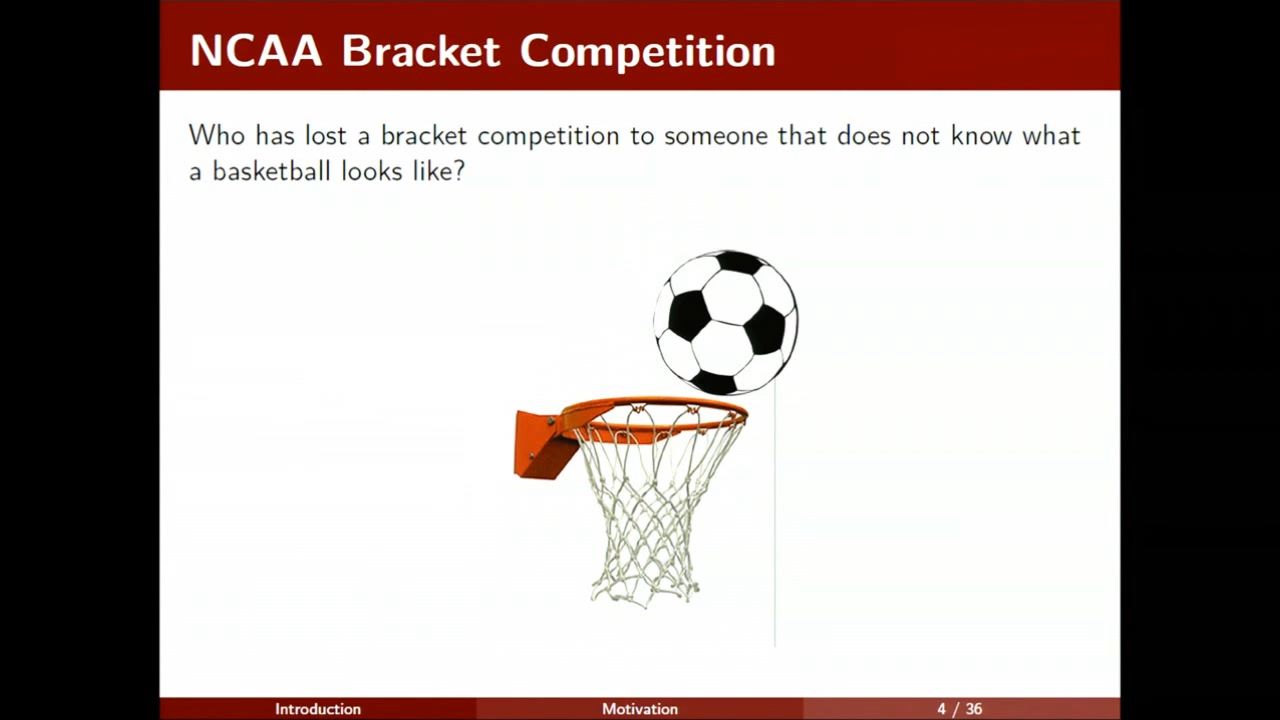 NCAA Bracket Competition
Who has lost a bracket competition to someone that does not know what
a basketball looks like?
Introduction
Motivation
4 / 36